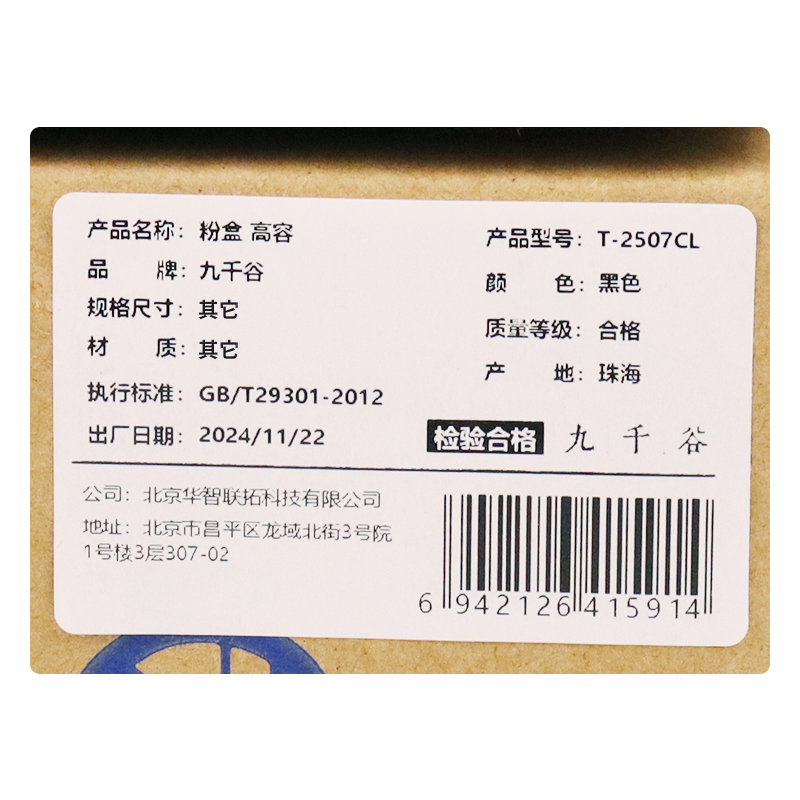 产品名称：粉盒 高容
品　　牌：九千谷
规格尺寸：其它
材　　质：其它
执行标准：GB/T29301-2012
出厂日期：2024/11/22
产品型号：T-2507CL
颜　　色：黑色
质量等级：合格
产　　地：珠海
检验合格 九千谷
公司：北京华智联拓科技有限公司
地址：北京市昌平区龙域北街3号院
1号楼3层307-02
6 942126 415914